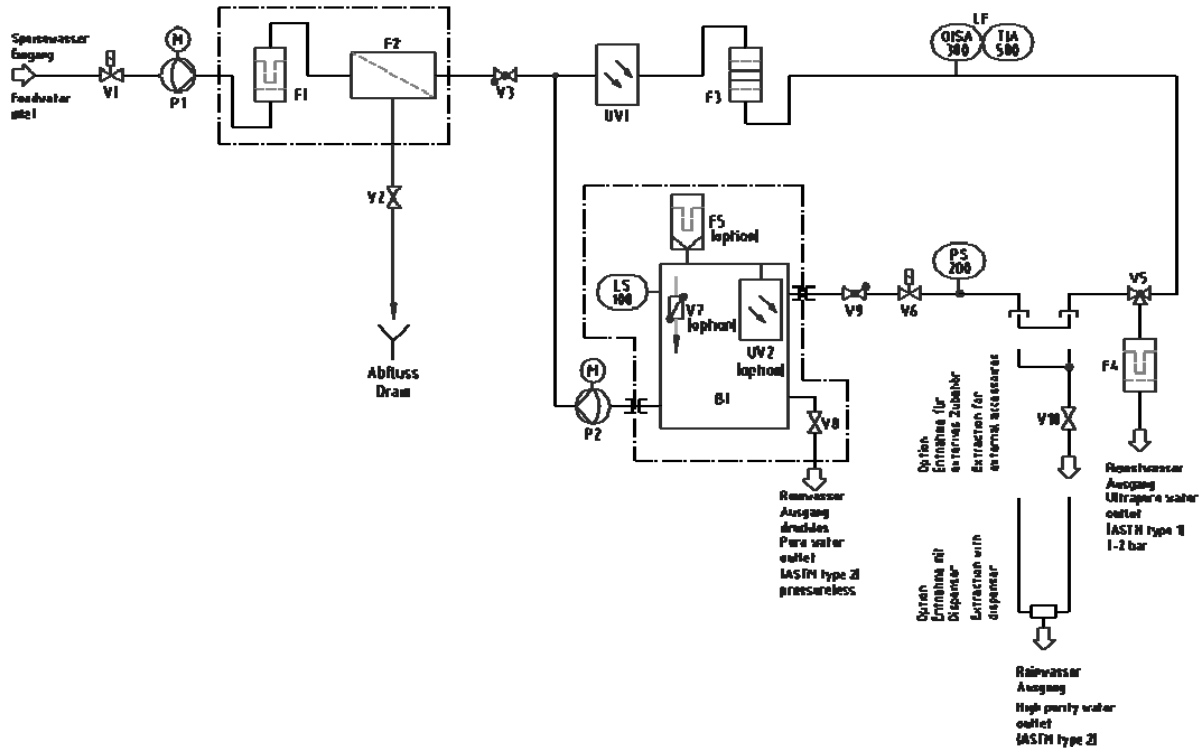 Speisewasser
Eingang
Feedwater
inlet
V1
M
P1
F1
F2
V2
Abfluss
Drain
V3
UV1
F3
LF
QISA
300
TIA
500
F5
(option)
LS
100
V7
(option)
UV2
(option)
B1
M
P2
V8
V9
V6
PS
200
V5
F4
V10
Reinwasser
Ausgang
drucklos
Pure water
outlet
(ASTM type 2)
pressureless
Option
Entnahme für
externes Zubehör
Extraction for
external accessoires
Reinstwasser
Ausgang
Ultrapure water
outlet
(ASTM type 1)
1-2 bar
Option
Entnahme mit
Dispenser
Extraction with
dispenser
Reinwasser
Ausgang
High purity water
outlet
(ASTM type 2)